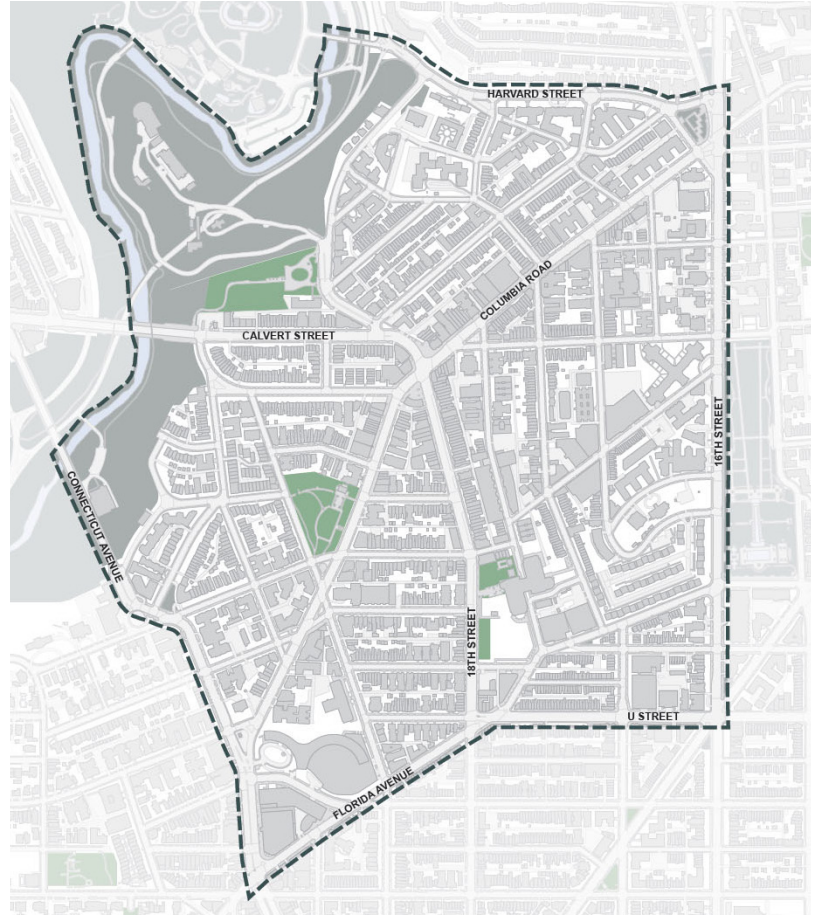 HARVARD STREET
COLUMBIA ROAD
CALVERT STREET
16TH STREET
CONNECTICUT AVENUE
18TH STREET
U STREET
FLORIDA AVENUE